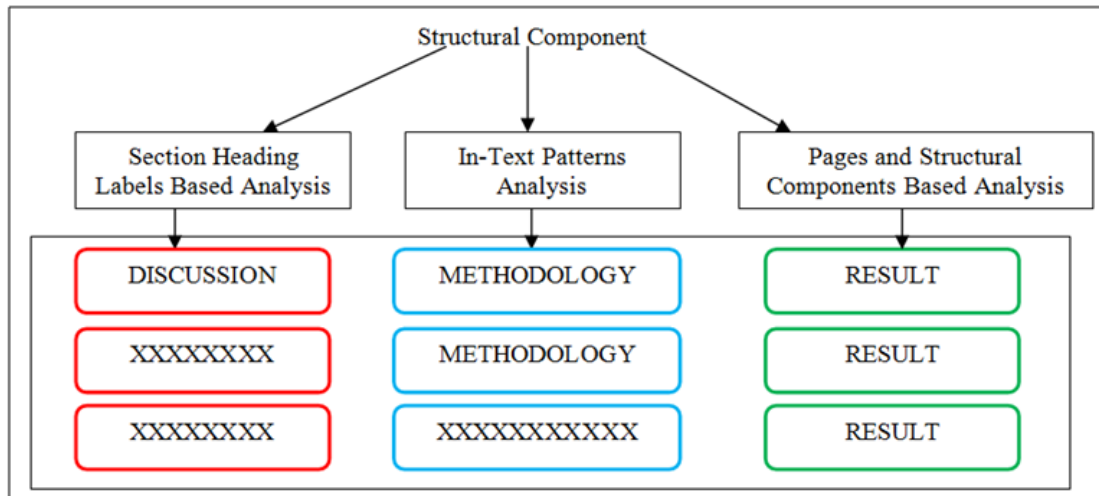 Structural Component
Section Heading
Labels Based Analysis
In-Text Patterns
Analysis
Pages and Structural
Components Based Analysis
DISCUSSION
METHODOLOGY
RESULT
XXXXXXXX
METHODOLOGY
RESULT
XXXXXXXX
XXXXXXXXXXX
RESULT